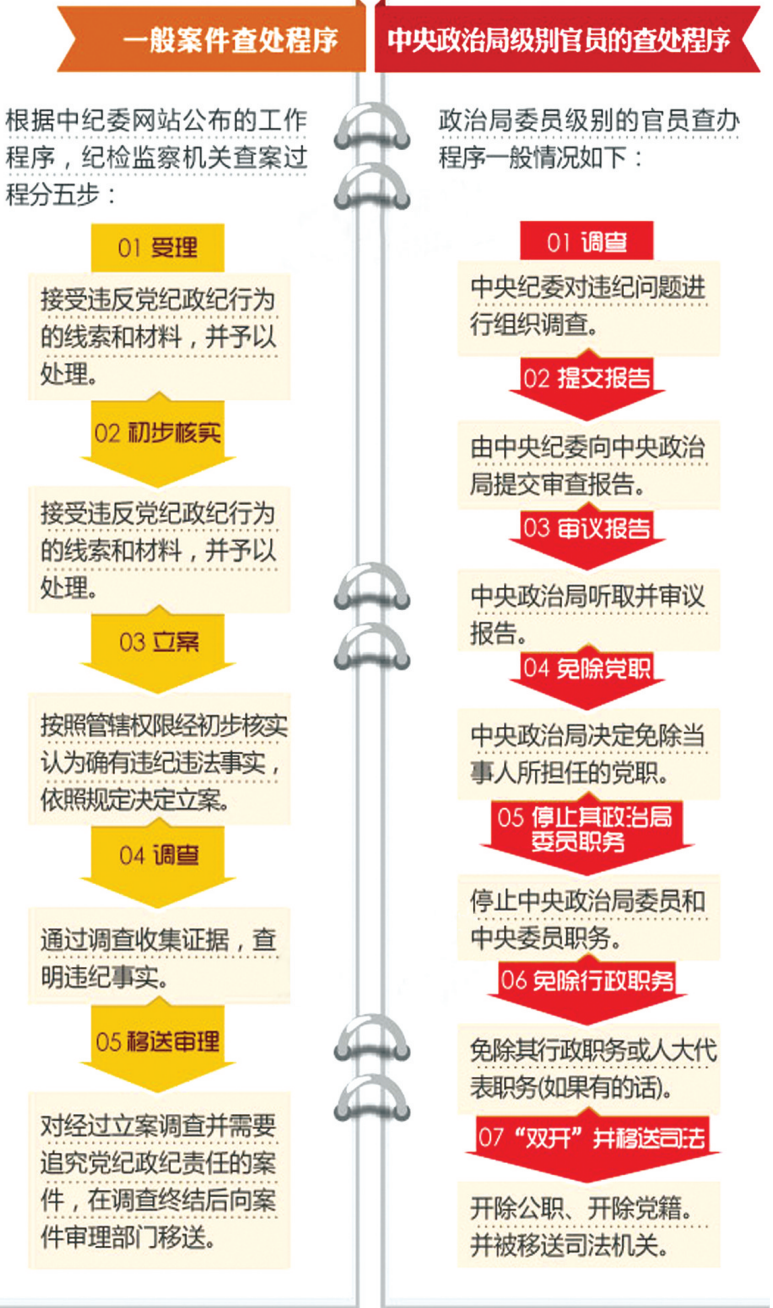 一般案件查处程序
根据中纪委网站公布的工作
程序，纪检监察机关查案过
程分五步：
01 受理
接受违反党纪政纪行为
的线索和材料，并予以
处理。
02 初步核实
接受违反党纪政纪行为
的线索和材料，并予以
处理。
03 立案
按照管辖权限经初步核实
认为确有违纪违法事实，
依照规定决定立案。
04 调查
通过调查收集证据，查
明违纪事实。
05 移送审理
对经过立案调查并需要
追究党纪政纪责任的案
件，在调查终结后向案
件审理部门移送。
中央政治局级别官员的查处程序
政治局委员级别的官员查办
程序一般情况如下：
01 调查
中央纪委对违纪问题进
行组织调查。
02 提交报告
由中央纪委向中央政治
局提交审查报告。
03 审议报告
中央政治局听取并审议
报告。
04 免除党职
中央政治局决定免除当
事人所担任的党职。
05 停止其政治局
委员职务
停止中央政治局委员和
中央委员职务。
06 免除行政职务
免除其行政职务或人大代
表职务(如果有的话)。
07 “双开”并移送司法
开除公职、开除党籍。
并被移送司法机关。